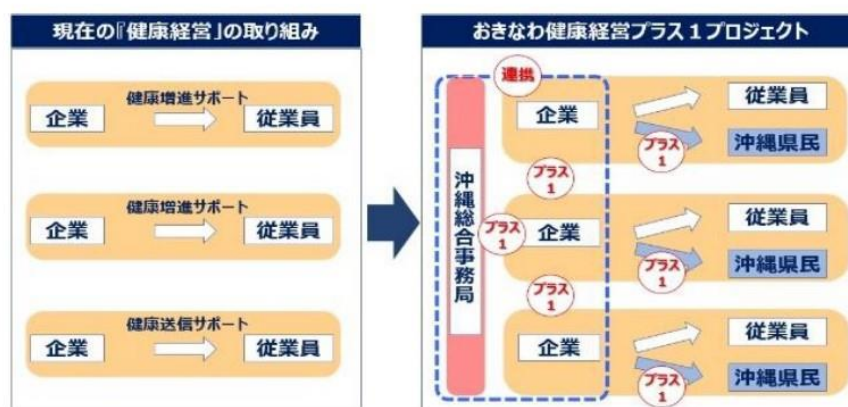 現在の『健康経営』の取り組み
健康増進サポート
企業
従業員
健康増進サポート
企業
従業員
健康送信サポート
企業
従業員
おきなわ健康経営プラス1プロジェクト
連携
沖縄総合事務局
企業
従業員
プラス
1
沖縄県民
プラス
1
プラス
1
企業
従業員
プラス
1
沖縄県民
プラス
1
企業
従業員
プラス
1
沖縄県民